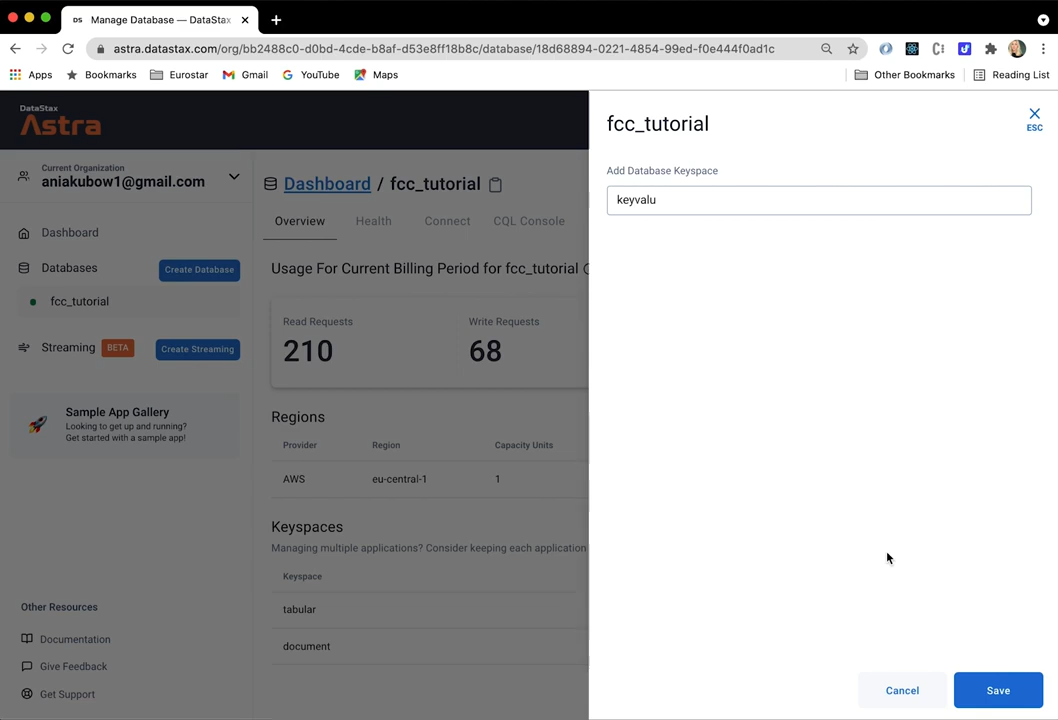 DS Manage Database — DataStax
astra.datastax.com/org/bb2488c0-d0bd-4cde-b8af-d53e8ff18b8c/database/18d68894-0221-4854-99ed-f0e444f0ad1c
Apps Bookmarks Eurostar Gmail YouTube Maps Other Bookmarks Reading List
DataStax
Astra
Current Organization
aniakubow1@gmail.com
Dashboard
Databases Create Database
fcc_tutorial
Streaming BETA Create Streaming
Sample App Gallery
Looking to get up and running?
Get started with a sample app!
Other Resources
Documentation
Give Feedback
Get Support
Dashboard / fcc_tutorial
Overview Health Connect CQL Console
Usage For Current Billing Period for fcc_tutorial
Read Requests Write Requests
210 68
Regions
Provider Region Capacity Units
AWS eu-central-1 1
Keyspaces
Managing multiple applications? Consider keeping each application
Keyspace
tabular
document
fcc_tutorial
ESC
Add Database Keyspace
keyvalu
Cancel Save